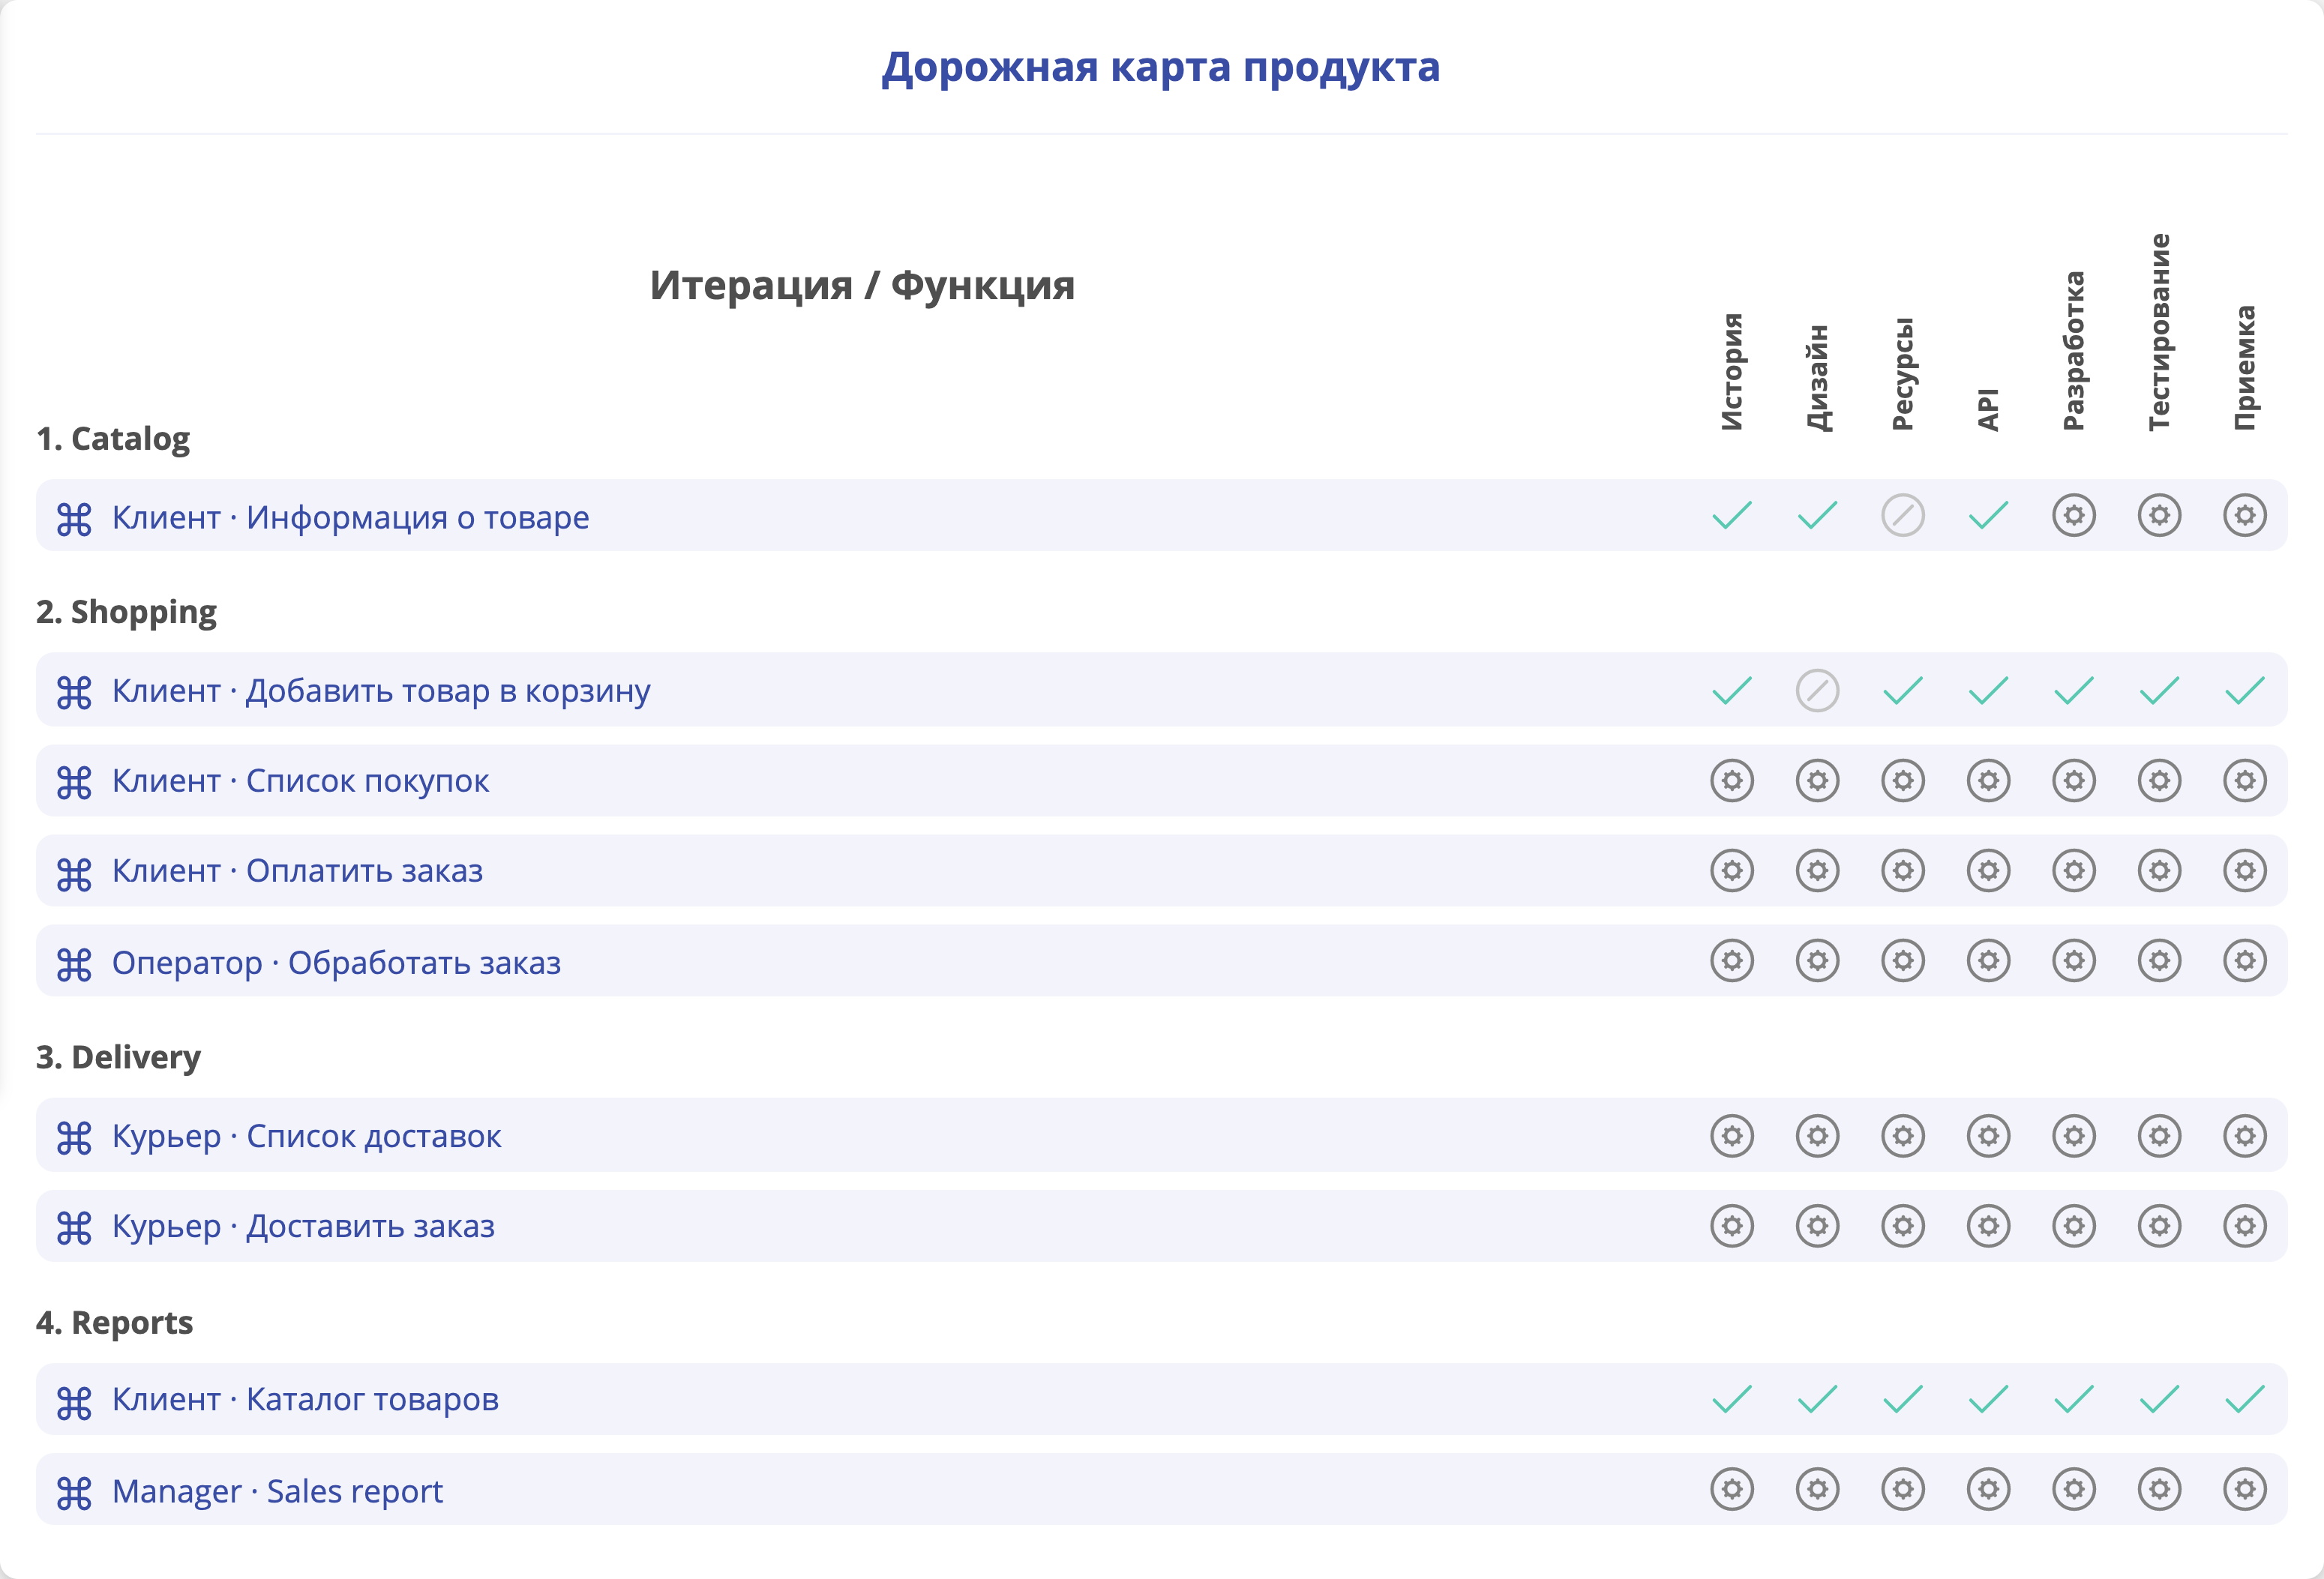 Дорожная карта продукта
Итерация / Функция
История
Дизайн
Ресурсы
API
Разработка
Тестирование
Приемка
1. Catalog
Клиент · Информация о товаре
2. Shopping
Клиент · Добавить товар в корзину
Клиент · Список покупок
Клиент · Оплатить заказ
Оператор · Обработать заказ
3. Delivery
Курьер · Список доставок
Курьер · Доставить заказ
4. Reports
Клиент · Каталог товаров
Manager · Sales report